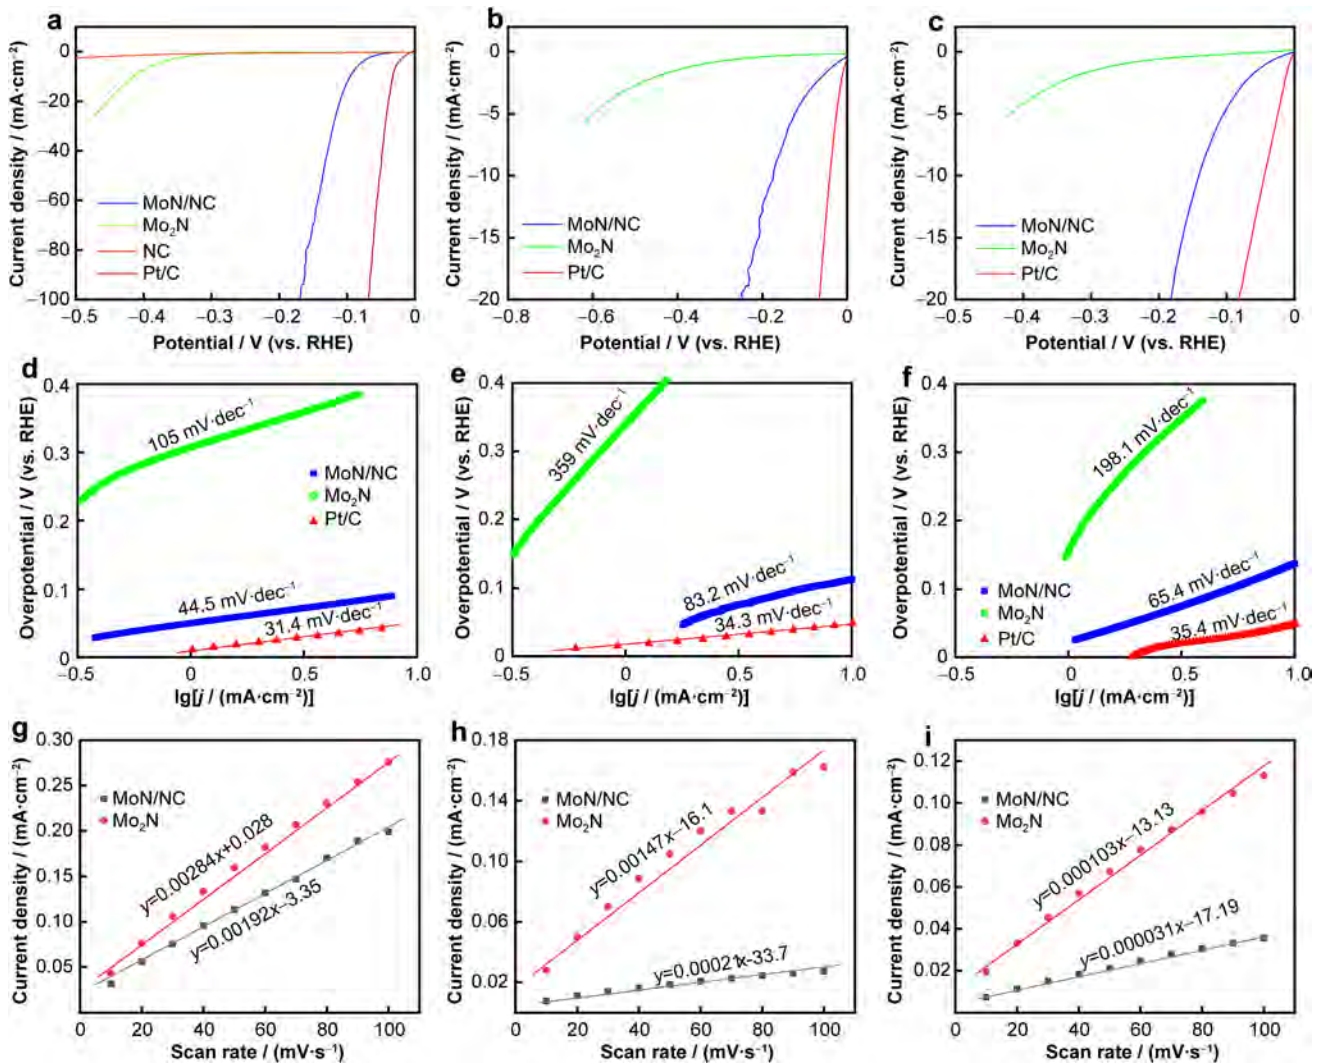 a
Current density / (mA·cm⁻²)
0
−20
−40
−60
−80
−100
MoN/NC
Mo₂N
NC
Pt/C
−0.5
−0.4
−0.3
−0.2
−0.1
0
Potential / V (vs. RHE)
b
Current density / (mA·cm⁻²)
0
−5
−10
−15
−20
MoN/NC
Mo₂N
Pt/C
−0.8
−0.6
−0.4
−0.2
0
Potential / V (vs. RHE)
c
Current density / (mA·cm⁻²)
0
−5
−10
−15
−20
MoN/NC
Mo₂N
Pt/C
−0.5
−0.4
−0.3
−0.2
−0.1
0
Potential / V (vs. RHE)
d
Overpotential / V (vs. RHE)
0.4
0.3
0.2
0.1
0
105 mV·dec⁻¹
MoN/NC
Mo₂N
Pt/C
44.5 mV·dec⁻¹
31.4 mV·dec⁻¹
−0.5
0
0.5
1.0
lg[j / (mA·cm⁻²)]
e
Overpotential / V (vs. RHE)
0.4
0.3
0.2
0.1
0
359 mV·dec⁻¹
83.2 mV·dec⁻¹
34.3 mV·dec⁻¹
−0.5
0
0.5
1.0
lg[j / (mA·cm⁻²)]
f
Overpotential / V (vs. RHE)
0.4
0.3
0.2
0.1
0
198.1 mV·dec⁻¹
MoN/NC
Mo₂N
Pt/C
65.4 mV·dec⁻¹
35.4 mV·dec⁻¹
−0.5
0
0.5
1.0
lg[j / (mA·cm⁻²)]
g
Current density / (mA·cm⁻²)
0.30
0.25
0.20
0.15
0.10
0.05
MoN/NC
Mo₂N
y=0.00284x+0.028
y=0.00192x−3.35
0
20
40
60
80
100
Scan rate / (mV·s⁻¹)
h
Current density / (mA·cm⁻²)
0.18
0.14
0.10
0.06
0.02
MoN/NC
Mo₂N
y=0.00147x−16.1
y=0.00021x-33.7
0
20
40
60
80
100
Scan rate / (mV·s⁻¹)
i
Current density / (mA·cm⁻²)
0.12
0.10
0.08
0.06
0.04
0.02
MoN/NC
Mo₂N
y=0.000103x−13.13
y=0.000031x−17.19
0
20
40
60
80
100
Scan rate / (mV·s⁻¹)